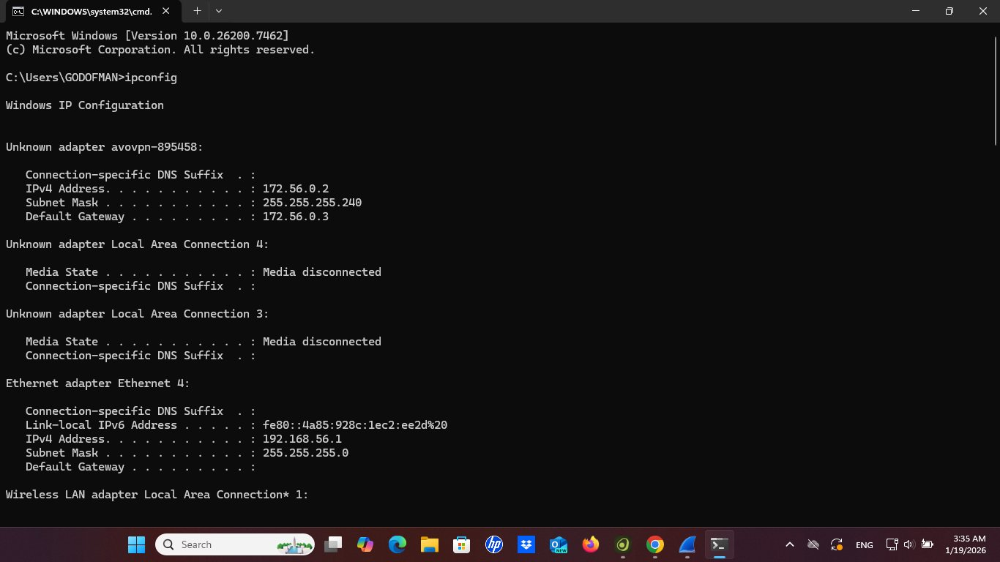 C:\WINDOWS\system32\cmd.
Microsoft Windows [Version 10.0.26200.7462]
(c) Microsoft Corporation. All rights reserved.
C:\Users\GODOFMAN>ipconfig
Windows IP Configuration
Unknown adapter avovpn-895458:
Connection-specific DNS Suffix  . :
IPv4 Address. . . . . . . . . . . : 172.56.0.2
Subnet Mask . . . . . . . . . . . : 255.255.255.240
Default Gateway . . . . . . . . . : 172.56.0.3
Unknown adapter Local Area Connection 4:
Media State . . . . . . . . . . . : Media disconnected
Connection-specific DNS Suffix  . :
Unknown adapter Local Area Connection 3:
Media State . . . . . . . . . . . : Media disconnected
Connection-specific DNS Suffix  . :
Ethernet adapter Ethernet 4:
Connection-specific DNS Suffix  . :
Link-local IPv6 Address . . . . . : fe80::4a85:928c:1ec2:ee2d%20
IPv4 Address. . . . . . . . . . . : 192.168.56.1
Subnet Mask . . . . . . . . . . . : 255.255.255.0
Default Gateway . . . . . . . . . :
Wireless LAN adapter Local Area Connection* 1:
Search
hp
NEW
ENG
3:35 AM
1/19/2026